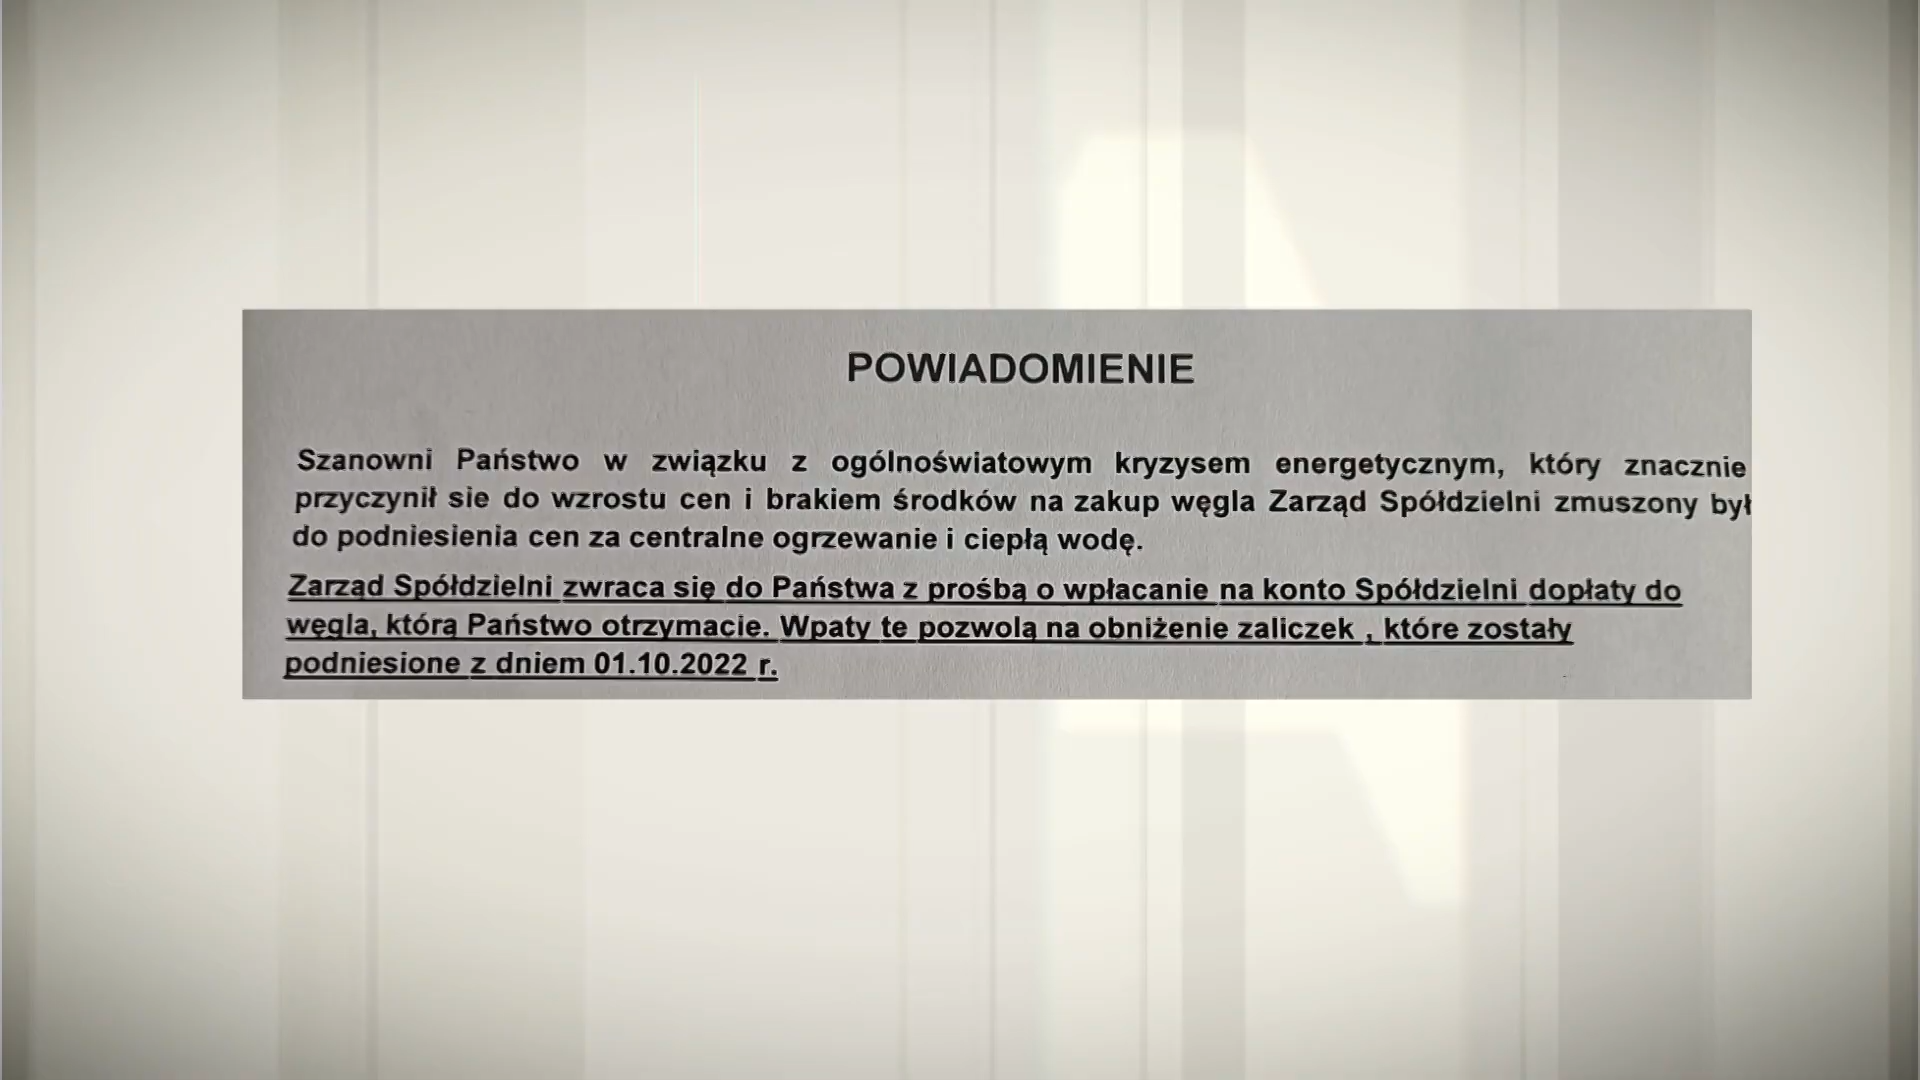 POWIADOMIENIE
Szanowni Państwo w związku z ogólnoświatowym kryzysem energetycznym, który znacznie
przyczynił sie do wzrostu cen i brakiem środków na zakup węgla Zarząd Spółdzielni zmuszony był
do podniesienia cen za centralne ogrzewanie i ciepłą wodę.
Zarząd Spółdzielni zwraca się do Państwa z prośbą o wpłacanie na konto Spółdzielni dopłaty do
węgla, którą Państwo otrzymacie. Wpaty te pozwolą na obniżenie zaliczek , które zostały
podniesione z dniem 01.10.2022 r.